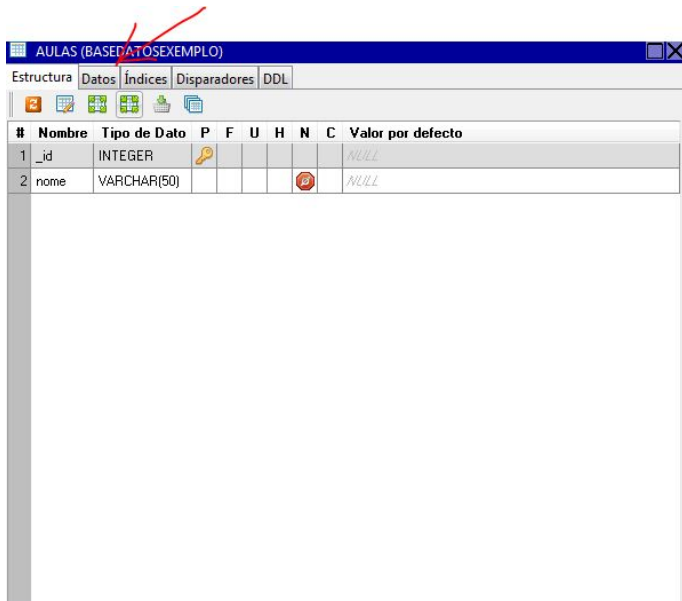 AULAS (BASEDATOSEXEMPLO)
Estructura Datos Índices Disparadores DDL
# Nombre Tipo de Dato P F U H N C Valor por defecto
1 _id INTEGER NULL
2 nome VARCHAR(50) NULL